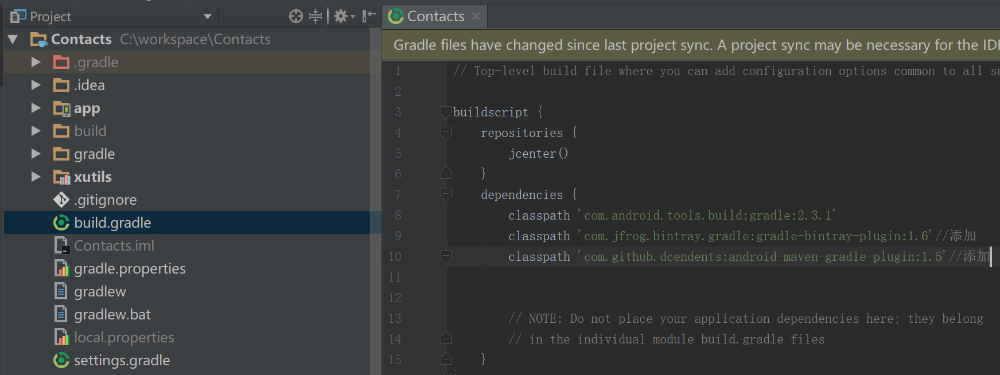 Project
Contacts C:\workspace\Contacts
.gradle
.idea
app
build
gradle
xutils
.gitignore
build.gradle
Contacts.iml
gradle.properties
gradlew
gradlew.bat
local.properties
settings.gradle
Contacts
Gradle files have changed since last project sync. A project sync may be necessary for the IDE
1 // Top-level build file where you can add configuration options common to all su
2
3 buildscript {
4 repositories {
5 jcenter()
6 }
7 dependencies {
8 classpath 'com.android.tools.build:gradle:2.3.1'
9 classpath 'com.jfrog.bintray.gradle:gradle-bintray-plugin:1.6'//添加
10 classpath 'com.github.dcendents:android-maven-gradle-plugin:1.5'//添加
11
12
13 // NOTE: Do not place your application dependencies here; they belong
14 // in the individual module build.gradle files
15 }